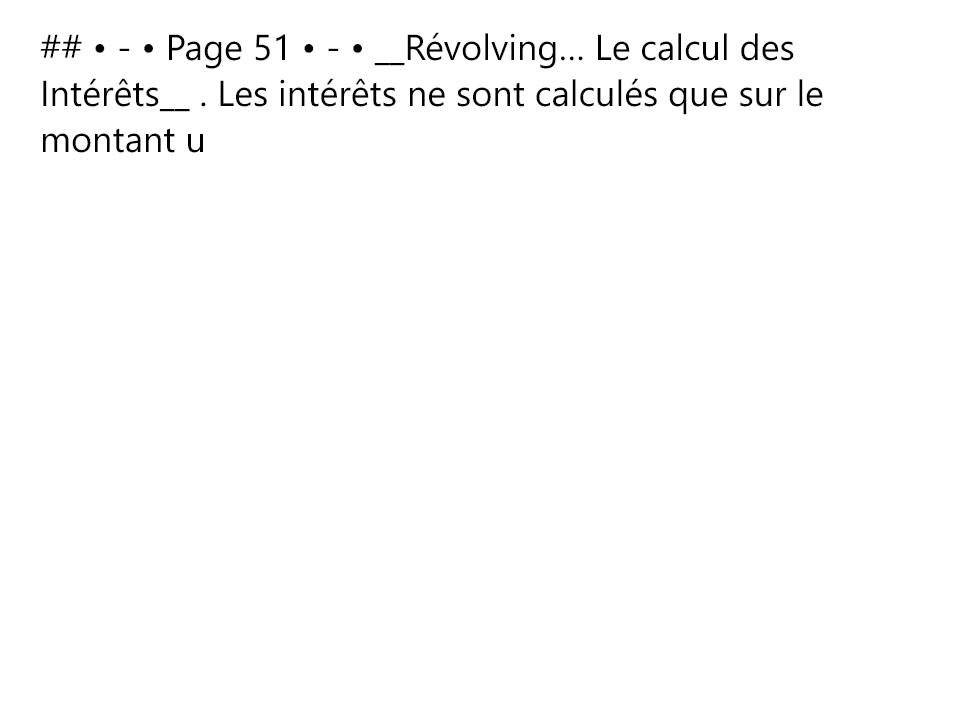 ## • - • Page 51 • - • __Révolving... Le calcul des
Intérêts__ . Les intérêts ne sont calculés que sur le
montant u